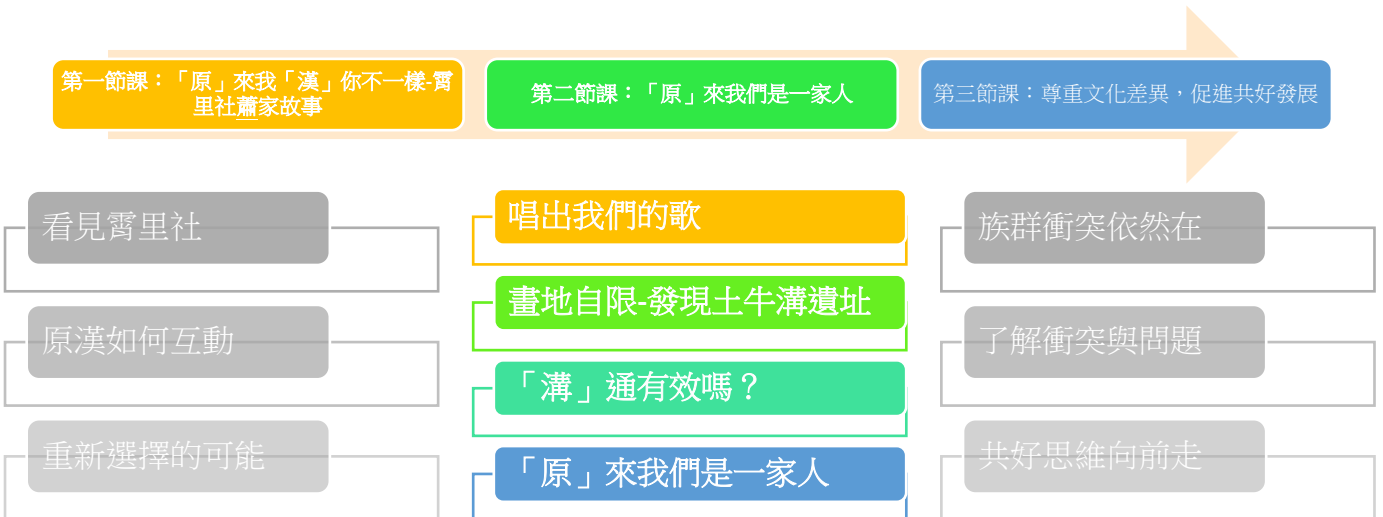 第一節課：「原」來我「漢」你不一樣-霄
里社蕭家故事
第二節課：「原」來我們是一家人
第三節課：尊重文化差異，促進共好發展
看見霄里社
原漢如何互動
重新選擇的可能
唱出我們的歌
畫地自限-發現土牛溝遺址
「溝」通有效嗎？
「原」來我們是一家人
族群衝突依然在
了解衝突與問題
共好思維向前走